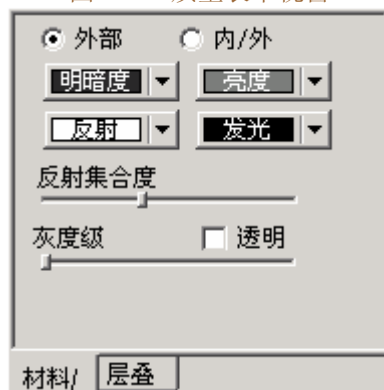 外部 内/外
明暗度 亮度
反射 发光
反射集合度
灰度级 透明
材料/ 层叠